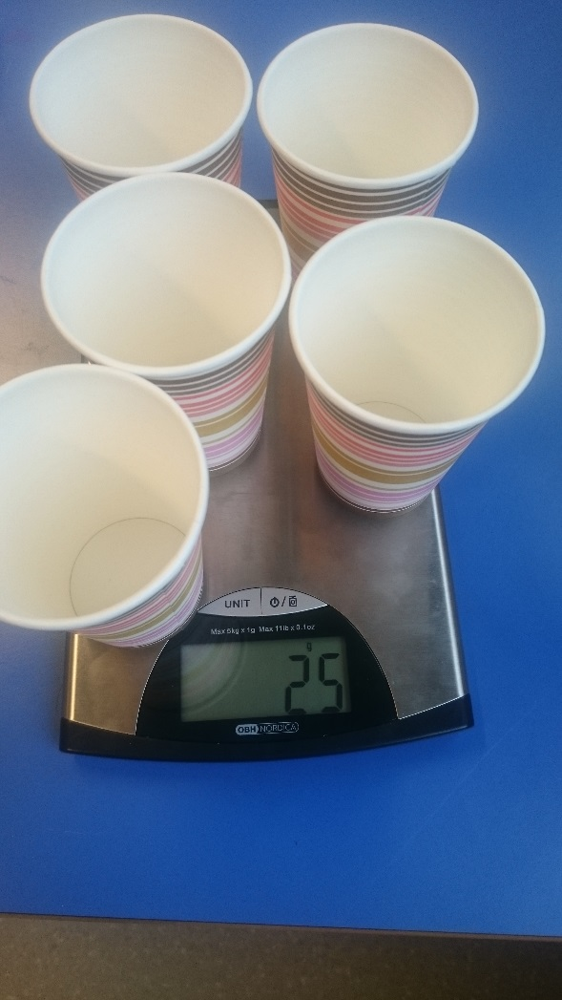 UNIT
Max 5kg x 1g Max 11lb x 0.1oz
g
25
OBH NORDICA